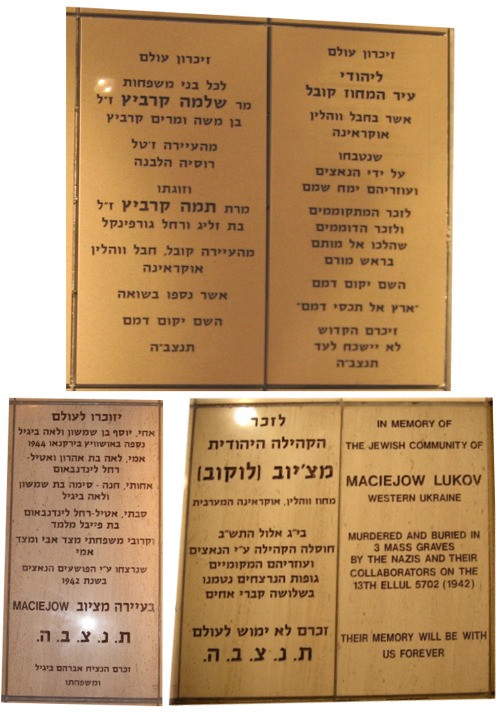 זיכרון עולם
ליהודי
עיר המחוז קובל
אשר בחבל ווהלין
אוקראינה
שנטבחו
על ידי הנאצים
ועוזריהם ימח שמם
לזכר המתקוממים
ולזכר הדוממים
שהלכו אל מותם
בראש מורם
השם יקום דמם
"ארץ אל תכסי דמם"
זיכרם הקדוש
לא יישכח לעד
תנצב"ה
זיכרון עולם
לכל בני משפחות
מר שלמה קרביץ ז"ל
בן משה ומרים קרביץ
מהעיירה ז'טל
רוסיה הלבנה
וזוגתו
מרת תמה קרביץ ז"ל
בת זליג ורחל גורפינקל
מהעיירה קובל, חבל ווהלין
אוקראינה
אשר נספו בשואה
השם יקום דמם
תנצב"ה
יזוכרו לעולם
אחי, יוסף בן שמשון ולאה ביגיל
נספה באושוויץ בירקנאו 1944
אמי, לאה בת אהרון ואטיל-
רחל לינדנבאום
אחותי, חנה - סימה בת שמשון
ולאה ביגיל
סבתי, אטיל-רחל לינדנבאום
בת פייבל מלמד
וקרובי משפחתי מצד אבי ומצד
אמי
שנרצחו ע"י הפושעים הנאצים
בשנת 1942
בעיירה מציוב MACIEJOW
ת. נ. צ. ב. ה.
זכרם הנציח אברהם ביגיל
ומשפחתו
לזכר
הקהילה היהודית
מצ'יוב (לוקוב)
מחוז ווהלין, אוקראינה המערבית
בי"ג אלול התש"ב
חוסלה הקהילה ע"י הנאצים
ועוזריהם המקומיים
גופות הנרצחים נטמנו
בשלושה קברי אחים
זכרם לא ימוש לעולם
ת. נ. צ. ב. ה.
IN MEMORY OF
THE JEWISH COMMUNITY OF
MACIEJOW LUKOV
WESTERN UKRAINE
MURDERED AND BURIED IN
3 MASS GRAVES
BY THE NAZIS AND THEIR
COLLABORATORS ON THE
13TH ELLUL 5702 (1942)
THEIR MEMORY WILL BE WITH
US FOREVER